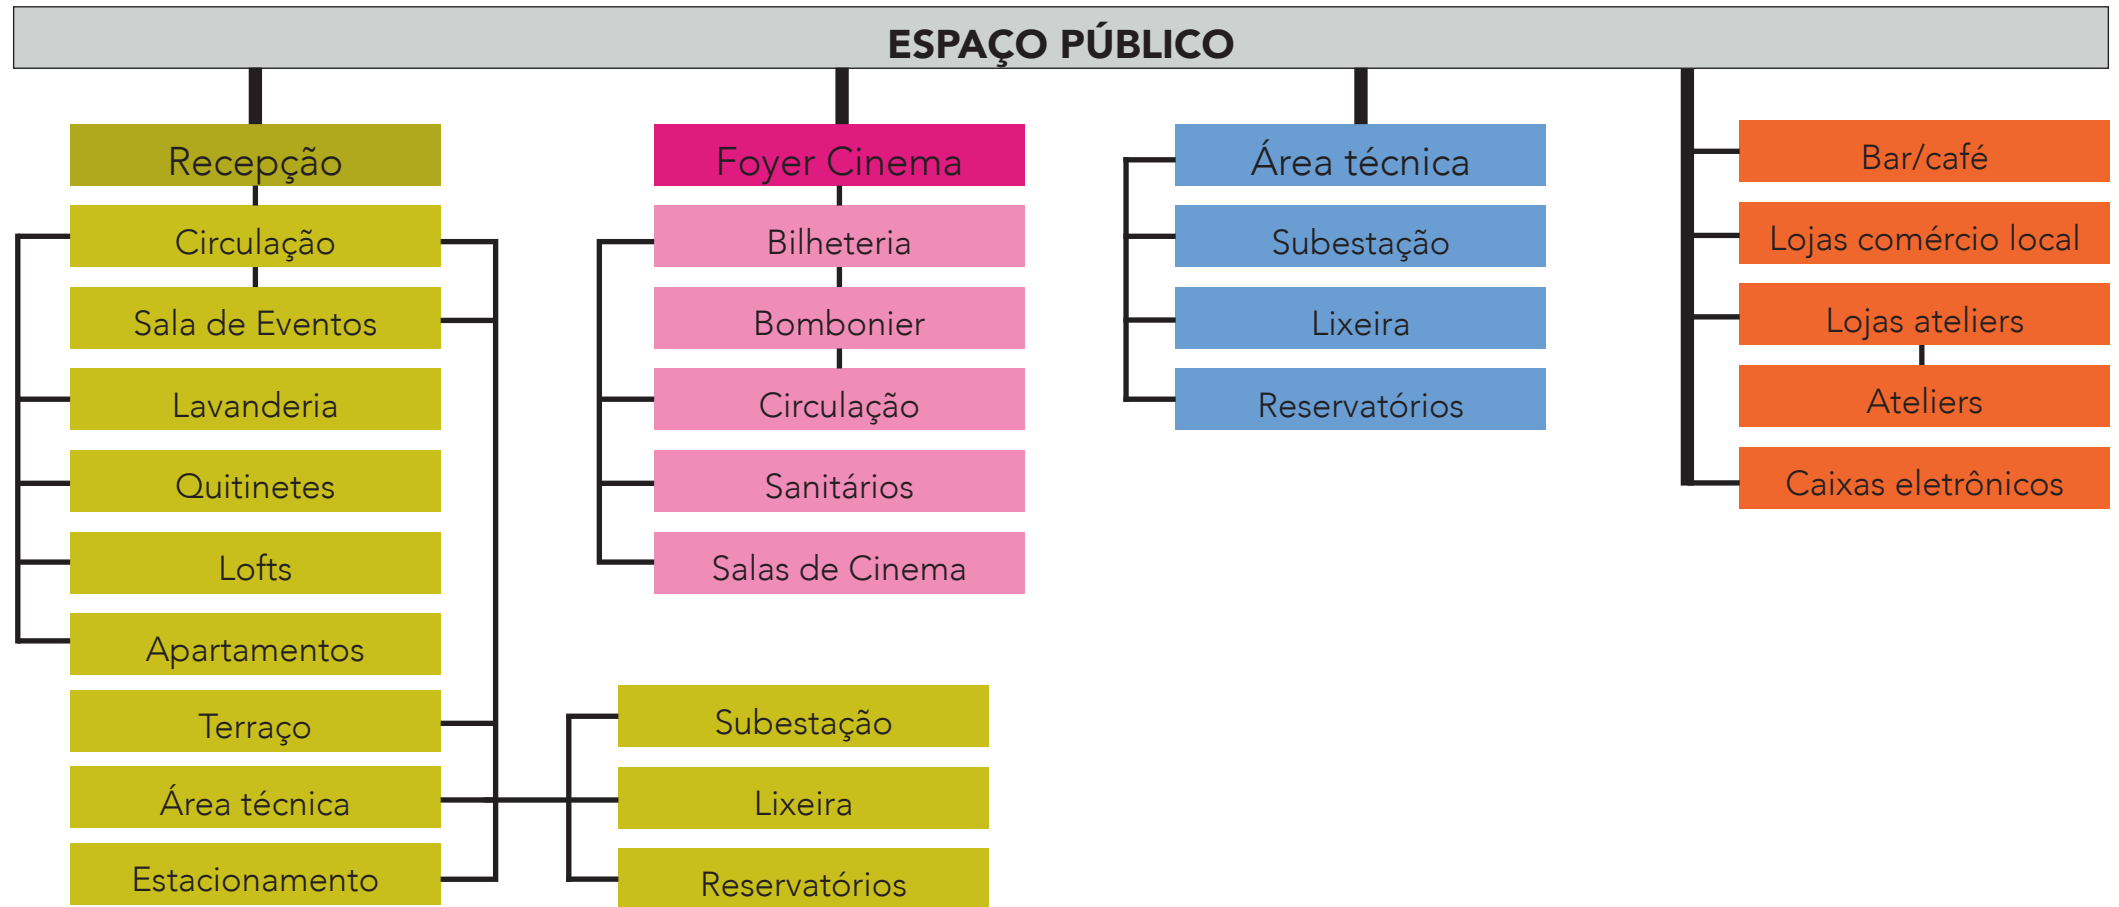 ESPAÇO PÚBLICO
Recepção
Circulação
Sala de Eventos
Lavanderia
Quitinetes
Lofts
Apartamentos
Terraço
Área técnica
Estacionamento
Subestação
Lixeira
Reservatórios
Foyer Cinema
Bilheteria
Bombonier
Circulação
Sanitários
Salas de Cinema
Área técnica
Subestação
Lixeira
Reservatórios
Bar/café
Lojas comércio local
Lojas ateliers
Ateliers
Caixas eletrônicos